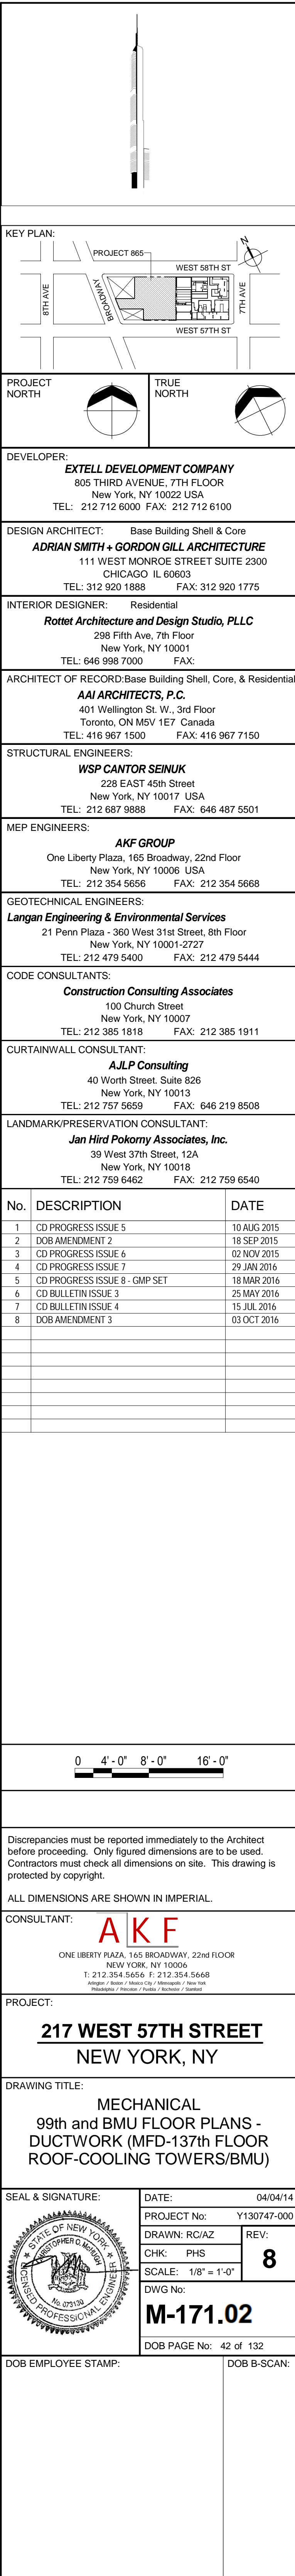 KEY PLAN:
N
PROJECT 865
WEST 58TH ST
8TH AVE
BROADWAY
7TH AVE
WEST 57TH ST
PROJECT
NORTH
TRUE
NORTH
DEVELOPER:
EXTELL DEVELOPMENT COMPANY
805 THIRD AVENUE, 7TH FLOOR
New York, NY 10022 USA
TEL: 212 712 6000 FAX: 212 712 6100
DESIGN ARCHITECT: Base Building Shell & Core
ADRIAN SMITH + GORDON GILL ARCHITECTURE
111 WEST MONROE STREET SUITE 2300
CHICAGO IL 60603
TEL: 312 920 1888 FAX: 312 920 1775
INTERIOR DESIGNER: Residential
Rottet Architecture and Design Studio, PLLC
298 Fifth Ave, 7th Floor
New York, NY 10001
TEL: 646 998 7000 FAX:
ARCHITECT OF RECORD:Base Building Shell, Core, & Residential
AAI ARCHITECTS, P.C.
401 Wellington St. W., 3rd Floor
Toronto, ON M5V 1E7 Canada
TEL: 416 967 1500 FAX: 416 967 7150
STRUCTURAL ENGINEERS:
WSP CANTOR SEINUK
228 EAST 45th Street
New York, NY 10017 USA
TEL: 212 687 9888 FAX: 646 487 5501
MEP ENGINEERS:
AKF GROUP
One Liberty Plaza, 165 Broadway, 22nd Floor
New York, NY 10006 USA
TEL: 212 354 5656 FAX: 212 354 5668
GEOTECHNICAL ENGINEERS:
Langan Engineering & Environmental Services
21 Penn Plaza - 360 West 31st Street, 8th Floor
New York, NY 10001-2727
TEL: 212 479 5400 FAX: 212 479 5444
CODE CONSULTANTS:
Construction Consulting Associates
100 Church Street
New York, NY 10007
TEL: 212 385 1818 FAX: 212 385 1911
CURTAINWALL CONSULTANT:
AJLP Consulting
40 Worth Street. Suite 826
New York, NY 10013
TEL: 212 757 5659 FAX: 646 219 8508
LANDMARK/PRESERVATION CONSULTANT:
Jan Hird Pokorny Associates, Inc.
39 West 37th Street, 12A
New York, NY 10018
TEL: 212 759 6462 FAX: 212 759 6540
No. DESCRIPTION DATE
1 CD PROGRESS ISSUE 5 10 AUG 2015
2 DOB AMENDMENT 2 18 SEP 2015
3 CD PROGRESS ISSUE 6 02 NOV 2015
4 CD PROGRESS ISSUE 7 29 JAN 2016
5 CD PROGRESS ISSUE 8 - GMP SET 18 MAR 2016
6 CD BULLETIN ISSUE 3 25 MAY 2016
7 CD BULLETIN ISSUE 4 15 JUL 2016
8 DOB AMENDMENT 3 03 OCT 2016
0 4' - 0" 8' - 0" 16' - 0"
Discrepancies must be reported immediately to the Architect
before proceeding. Only figured dimensions are to be used.
Contractors must check all dimensions on site. This drawing is
protected by copyright.
ALL DIMENSIONS ARE SHOWN IN IMPERIAL.
CONSULTANT:
AKF
ONE LIBERTY PLAZA, 165 BROADWAY, 22nd FLOOR
NEW YORK, NY 10006
T: 212.354.5656 F: 212.354.5668
Arlington / Boston / Mexico City / Minneapolis / New York
Philadelphia / Princeton / Puebla / Rochester / Stamford
PROJECT:
217 WEST 57TH STREET
NEW YORK, NY
DRAWING TITLE:
MECHANICAL
99th and BMU FLOOR PLANS -
DUCTWORK (MFD-137th FLOOR
ROOF-COOLING TOWERS/BMU)
SEAL & SIGNATURE:
STATE OF NEW YORK
LICENSED PROFESSIONAL ENGINEER
No. 073130
DATE: 04/04/14
PROJECT No: Y130747-000
DRAWN: RC/AZ
REV:
8
CHK: PHS
SCALE: 1/8" = 1'-0"
DWG No:
M-171.02
DOB PAGE No: 42 of 132
DOB EMPLOYEE STAMP:
DOB B-SCAN: